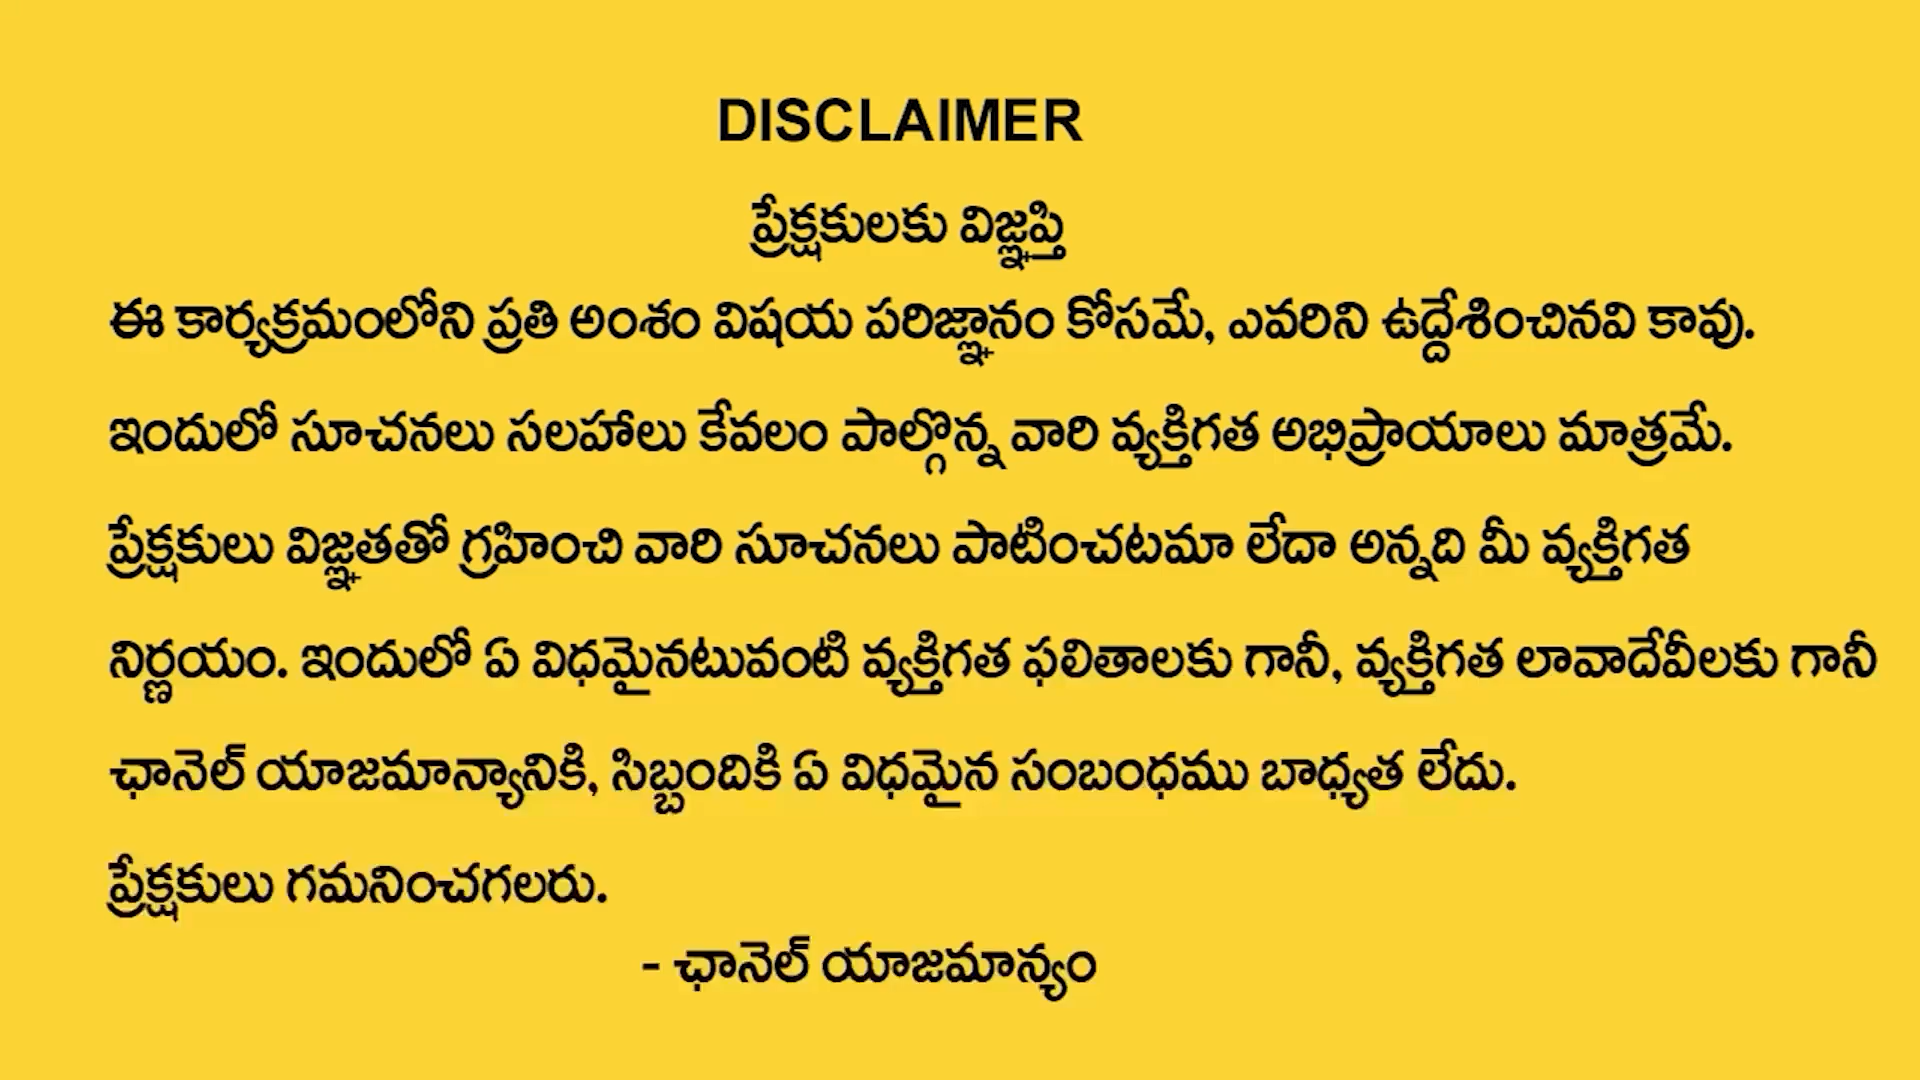 DISCLAIMER
ప్రేక్షకులకు విజ్ఞప్తి
ఈ కార్యక్రమంలోని ప్రతి అంశం విషయ పరిజ్ఞానం కోసమే, ఎవరిని ఉద్దేశించినవి కావు.
ఇందులో సూచనలు సలహాలు కేవలం పాల్గొన్న వారి వ్యక్తిగత అభిప్రాయాలు మాత్రమే.
ప్రేక్షకులు విజ్ఞతతో గ్రహించి వారి సూచనలు పాటించటమా లేదా అన్నది మీ వ్యక్తిగత
నిర్ణయం. ఇందులో ఏ విధమైనటువంటి వ్యక్తిగత ఫలితాలకు గానీ, వ్యక్తిగత లావాదేవీలకు గానీ
ఛానెల్ యాజమాన్యానికి, సిబ్బందికి ఏ విధమైన సంబంధము బాధ్యత లేదు.
ప్రేక్షకులు గమనించగలరు.
- ఛానెల్ యాజమాన్యం